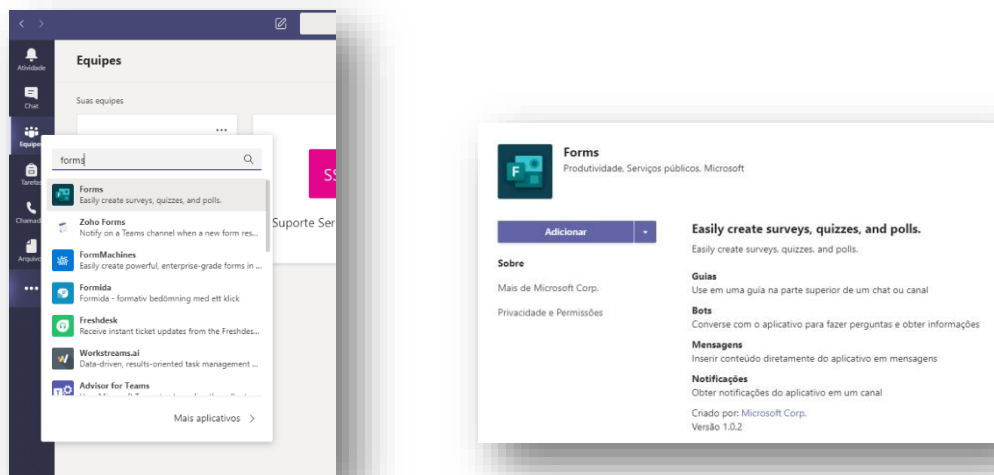 Atividade
Chat
Equipe
Tarefas
Chamad
Arquivo
Equipes
Suas equipes
...
forms
Forms
Easily create surveys, quizzes, and polls.
Zoho Forms
Notify on a Teams channel when a new form res...
FormMachines
Easily create powerful, enterprise-grade forms in ...
Formida
Formida - formativ bedömning med ett klick
Freshdesk
Receive instant ticket updates from the Freshdes...
Workstreams.ai
Data-driven, results-oriented task management ...
Advisor for Teams
Mais aplicativos
SS
Suporte Ser
Forms
Produtividade, Serviços públicos, Microsoft
Adicionar
Sobre
Mais de Microsoft Corp.
Privacidade e Permissões
Easily create surveys, quizzes, and polls.
Easily create surveys, quizzes, and polls.
Guias
Use em uma guia na parte superior de um chat ou canal
Bots
Converse com o aplicativo para fazer perguntas e obter informações
Mensagens
Inserir conteúdo diretamente do aplicativo em mensagens
Notificações
Obter notificações do aplicativo em um canal
Criado por: Microsoft Corp.
Versão 1.0.2